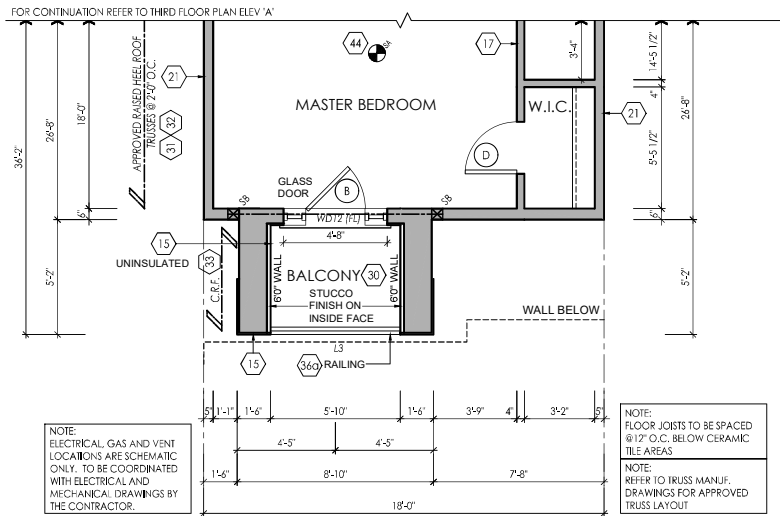 FOR CONTINUATION REFER TO THIRD FLOOR PLAN ELEV 'A'
44
SA
17
3'-4"
14'-5 1/2"
21
APPROVED RAISED HEEL ROOF
TRUSSES @ 2'-0" O.C.
18'-0"
26'-8"
36'-2"
31
32
MASTER BEDROOM
W.I.C.
4"
21
26'-8"
5'-5 1/2"
D
GLASS
DOOR
B
SB
SB
6"
6"
WDT2 (FL)
4'-8"
15
UNINSULATED
33
C.R.F.
5'-2"
5'-2"
BALCONY
30
6'0" WALL
6'0" WALL
STUCCO
FINISH ON
INSIDE FACE
WALL BELOW
L3
15
36a
RAILING
5"
1'-1"
1'-6"
5'-10"
1'-6"
3'-9"
4"
3'-2"
5"
4'-5"
4'-5"
1'-6"
8'-10"
7'-8"
18'-0"
NOTE:
ELECTRICAL, GAS AND VENT
LOCATIONS ARE SCHEMATIC
ONLY. TO BE COORDINATED
WITH ELECTRICAL AND
MECHANICAL DRAWINGS BY
THE CONTRACTOR.
NOTE:
FLOOR JOISTS TO BE SPACED
@12" O.C. BELOW CERAMIC
TILE AREAS
NOTE:
REFER TO TRUSS MANUF.
DRAWINGS FOR APPROVED
TRUSS LAYOUT